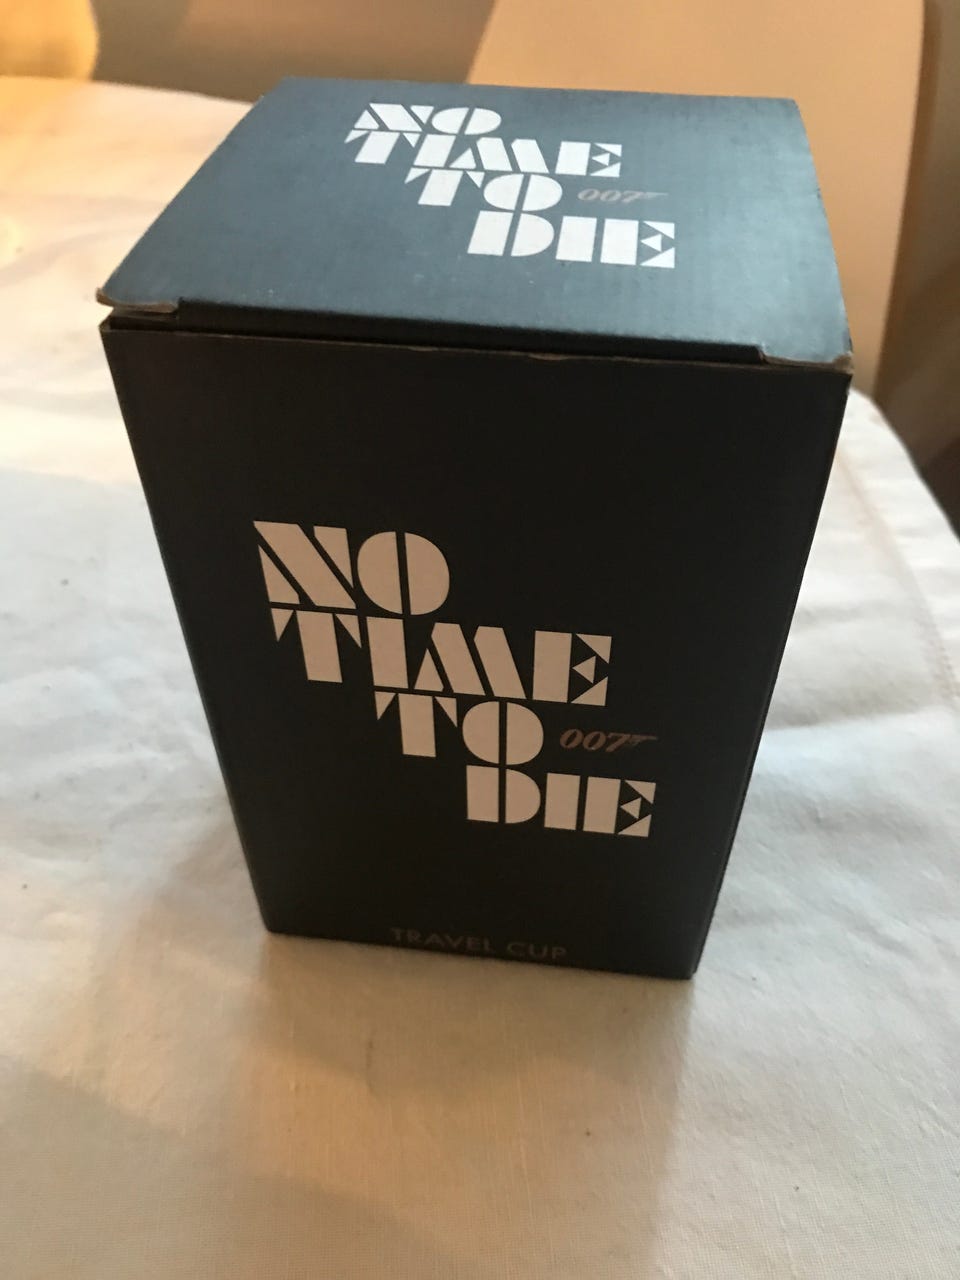 NO
TIME
TO 007
DIE
NO
TIME
TO 007
DIE
TRAVEL CUP